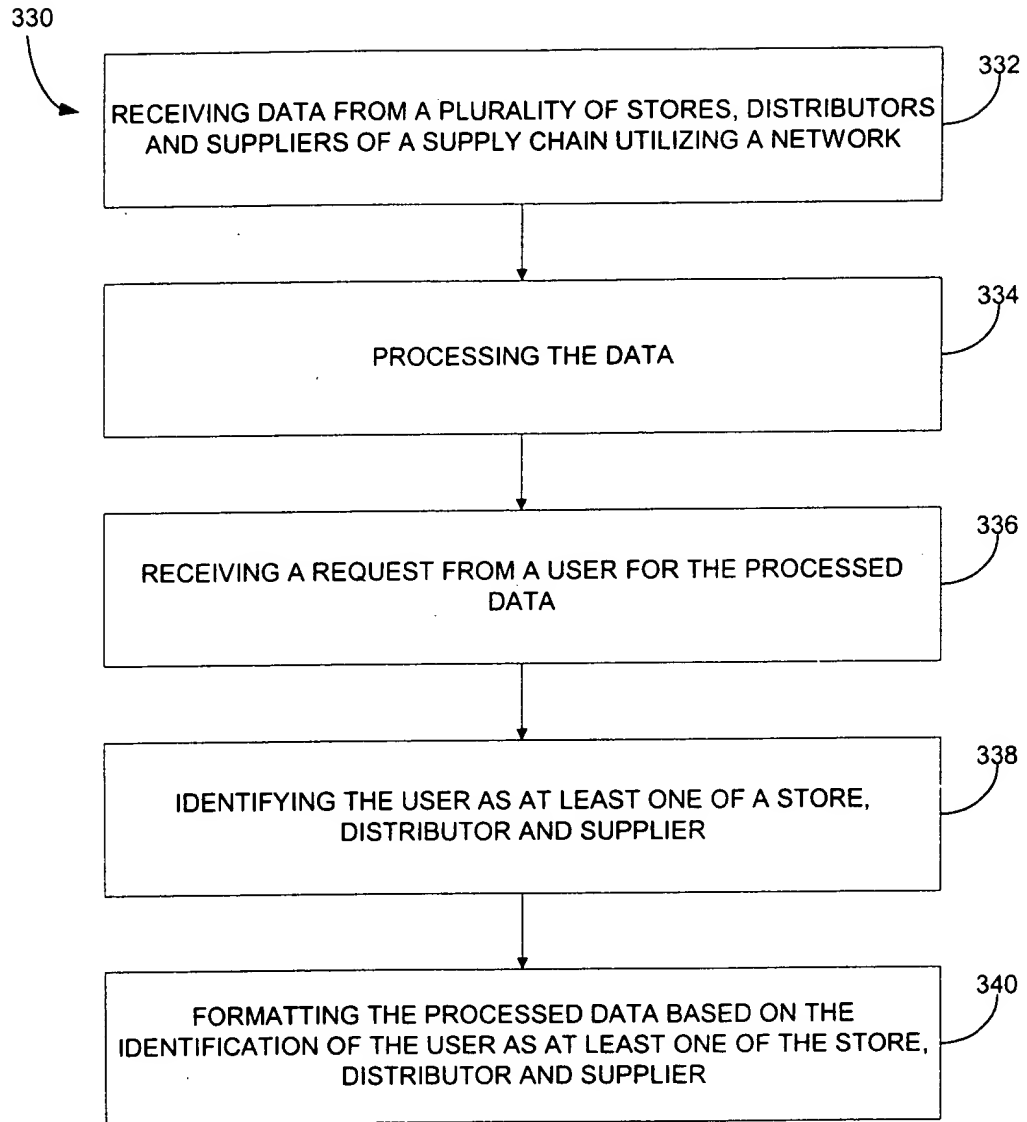 330
332
RECEIVING DATA FROM A PLURALITY OF STORES, DISTRIBUTORS
AND SUPPLIERS OF A SUPPLY CHAIN UTILIZING A NETWORK
334
PROCESSING THE DATA
336
RECEIVING A REQUEST FROM A USER FOR THE PROCESSED
DATA
338
IDENTIFYING THE USER AS AT LEAST ONE OF A STORE,
DISTRIBUTOR AND SUPPLIER
340
FORMATTING THE PROCESSED DATA BASED ON THE
IDENTIFICATION OF THE USER AS AT LEAST ONE OF THE STORE,
DISTRIBUTOR AND SUPPLIER